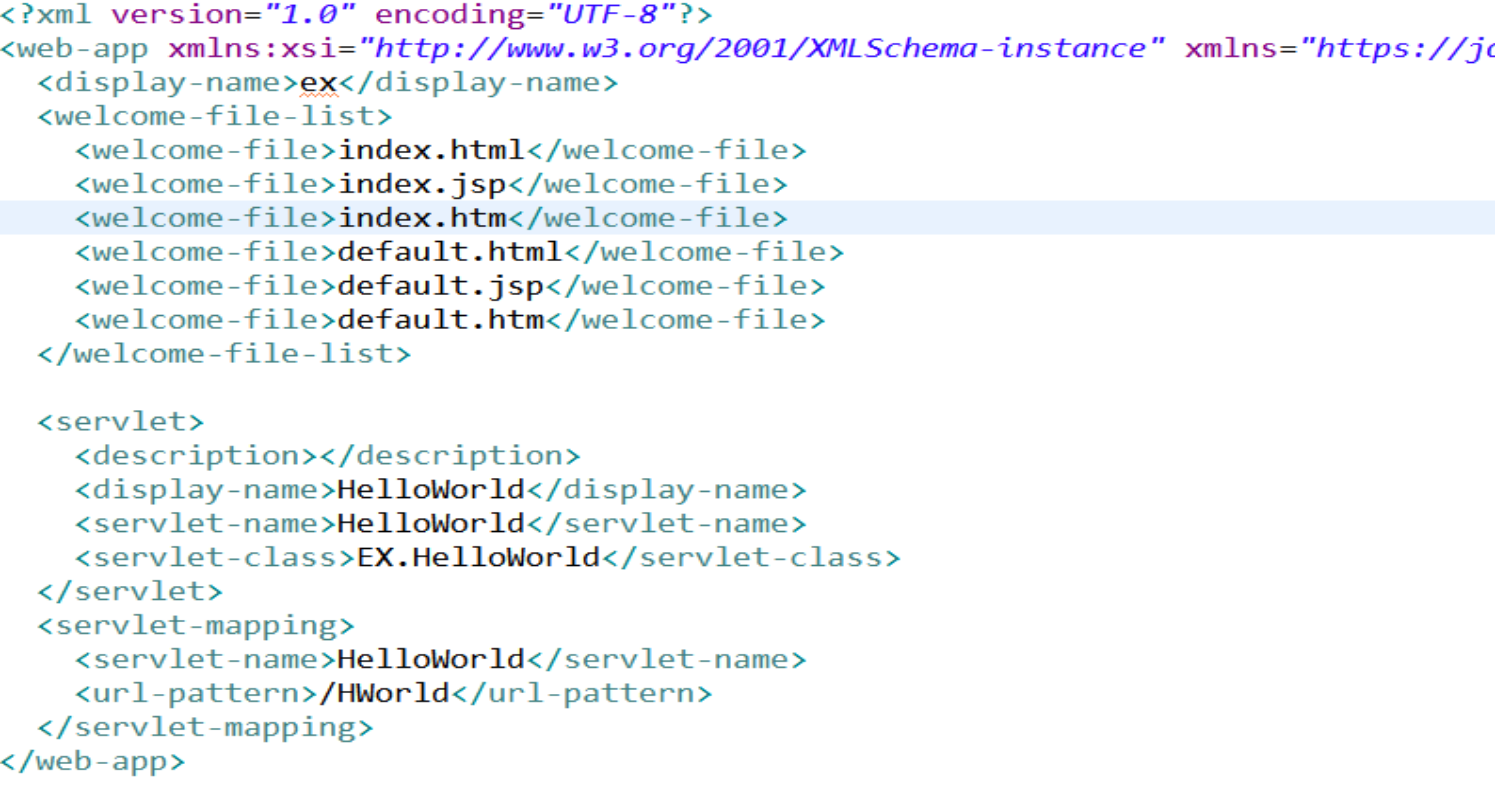 <?xml version="1.0" encoding="UTF-8"?>
<web-app xmlns:xsi="http://www.w3.org/2001/XMLSchema-instance" xmlns="https://
<display-name>ex</display-name>
<welcome-file-list>
<welcome-file>index.html</welcome-file>
<welcome-file>index.jsp</welcome-file>
<welcome-file>index.htm</welcome-file>
<welcome-file>default.html</welcome-file>
<welcome-file>default.jsp</welcome-file>
<welcome-file>default.htm</welcome-file>
</welcome-file-list>
<servlet>
<description></description>
<display-name>HelloWorld</display-name>
<servlet-name>HelloWorld</servlet-name>
<servlet-class>EX.HelloWorld</servlet-class>
</servlet>
<servlet-mapping>
<servlet-name>HelloWorld</servlet-name>
<url-pattern>/HWorld</url-pattern>
</servlet-mapping>
</web-app>